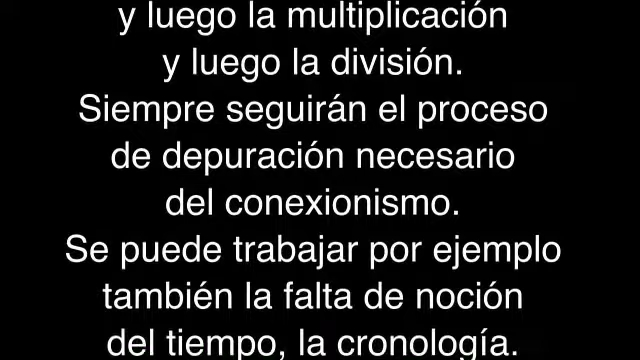 y luego la multiplicación
y luego la división.
Siempre seguirán el proceso
de depuración necesario
del conexionismo.
Se puede trabajar por ejemplo
también la falta de noción
del tiempo, la cronología.